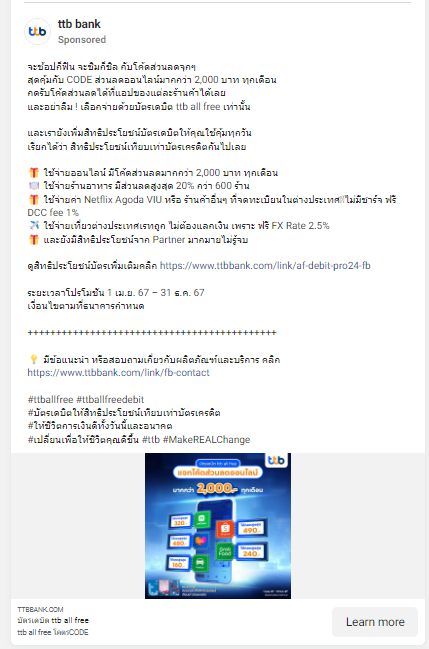 ttb bank
Sponsored
จะช้อปก็ฟิน จะชิมก็ชิล กับโค้ดส่วนลดจุกๆ
สุดคุ้มกับ CODE ส่วนลดออนไลน์มากกว่า 2,000 บาท ทุกเดือน
กดรับโค้ดส่วนลดได้ที่แอปของแต่ละร้านค้าได้เลย
และอย่าลืม ! เลือกจ่ายด้วยบัตรเดบิต ttb all free เท่านั้น
และเรายังเพิ่มสิทธิประโยชน์บัตรเดบิตให้คุณใช้คุ้มทุกวัน
เรียกได้ว่า สิทธิประโยชน์เทียบเท่าบัตรเครดิตกันไปเลย
🎁 ใช้จ่ายออนไลน์ มีโค้ดส่วนลดมากกว่า 2,000 บาท ทุกเดือน
🍽️ ใช้จ่ายร้านอาหาร มีส่วนลดสูงสุด 20% กว่า 600 ร้าน
🎁 ใช้จ่ายค่า Netflix Agoda VIU หรือ ร้านค้าอื่นๆ ที่จดทะเบียนในต่างประเทศ ไม่มีชาร์จ ฟรี
DCC fee 1%
✈️ ใช้จ่ายเที่ยวต่างประเทศเรทถูก ไม่ต้องแลกเงิน เพราะ ฟรี FX Rate 2.5%
🎁 และยังมีสิทธิประโยชน์จาก Partner มากมายไม่รู้จบ
ดูสิทธิประโยชน์บัตรเพิ่มเติมคลิก https://www.ttbbank.com/link/af-debit-pro24-fb
ระยะเวลาโปรโมชัน 1 เม.ย. 67 – 31 ธ.ค. 67
เงื่อนไขตามที่ธนาคารกำหนด
++++++++++++++++++++++++++++++++++++++++++++
💡 มีข้อแนะนำ หรือสอบถามเกี่ยวกับผลิตภัณฑ์และบริการ คลิก
https://www.ttbbank.com/link/fb-contact
#ttballfree #ttballfreedebit
#บัตรเดบิตให้สิทธิประโยชน์เทียบเท่าบัตรเครดิต
#ให้ชีวิตการเงินดีทั้งวันนี้และอนาคต
#เปลี่ยนเพื่อให้ชีวิตคุณดีขึ้น #ttb #MakeREALChange
ttb
แจกโค้ดส่วนลดออนไลน์
มากกว่า 2,000.- ทุกเดือน
320
490
480
Grab
Food
240
160
TTBBANK.COM
บัตรเดบิต ttb all free
ttb all free โคตรCODE
Learn more